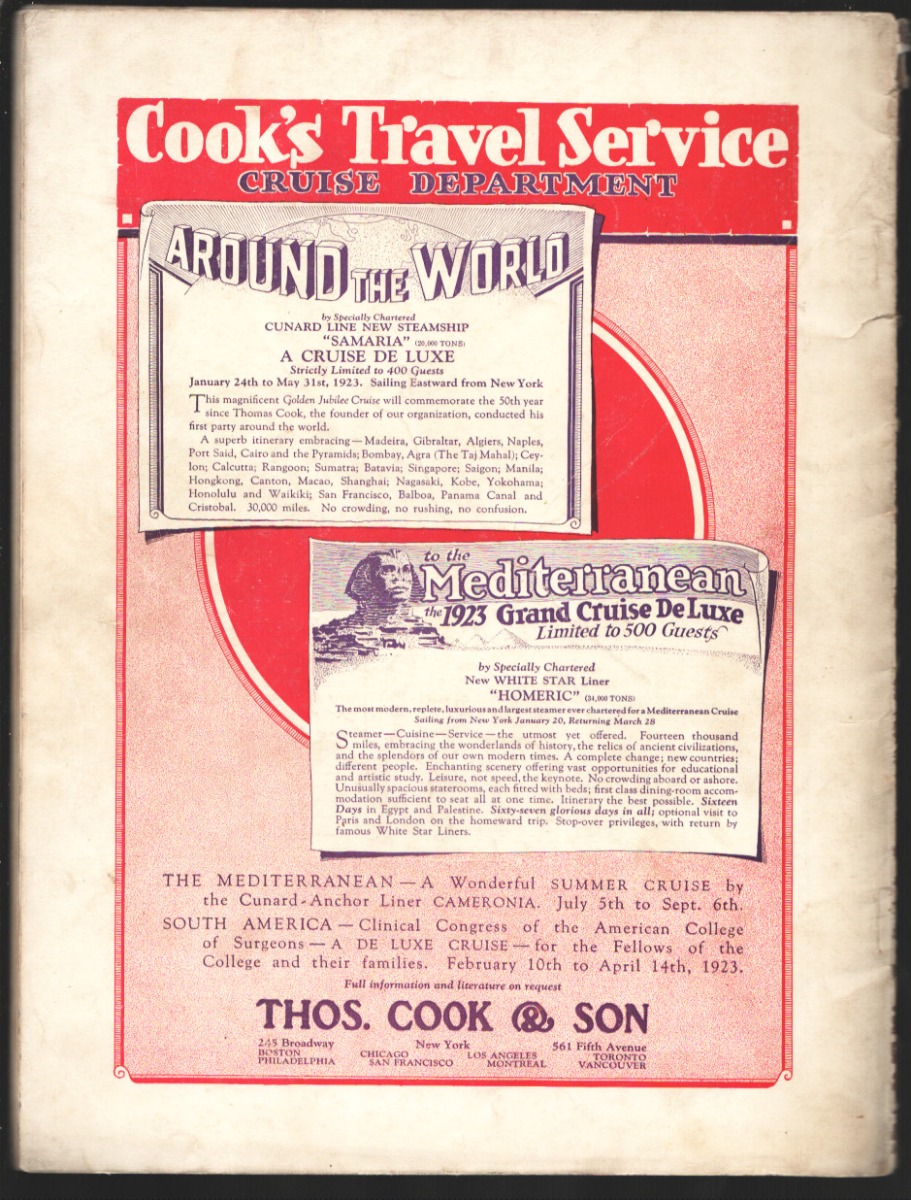 Cook's Travel Service
CRUISE DEPARTMENT
AROUND THE WORLD
by Specially Chartered
CUNARD LINE NEW STEAMSHIP
"SAMARIA" (20,000 TONS)
A CRUISE DE LUXE
Strictly Limited to 400 Guests
January 24th to May 31st, 1923. Sailing Eastward from New York
This magnificent Golden Jubilee Cruise will commemorate the 50th year
since Thomas Cook, the founder of our organization, conducted his
first party around the world.
A superb itinerary embracing—Madeira, Gibraltar, Algiers, Naples,
Port Said, Cairo and the Pyramids; Bombay, Agra (The Taj Mahal); Cey-
lon; Calcutta; Rangoon; Sumatra; Batavia; Singapore; Saigon; Manila;
Hongkong, Canton, Macao, Shanghai; Nagasaki, Kobe, Yokohama;
Honolulu and Waikiki; San Francisco, Balboa, Panama Canal and
Cristobal. 30,000 miles. No crowding, no rushing, no confusion.
to the
Mediterranean
the 1923 Grand Cruise De Luxe
Limited to 500 Guests
by Specially Chartered
New WHITE STAR Liner
"HOMERIC" (34,000 TONS)
The most modern, replete, luxurious and largest steamer ever chartered for a Mediterranean Cruise
Sailing from New York January 20, Returning March 28
Steamer—Cuisine—Service—the utmost yet offered. Fourteen thousand
miles, embracing the wonderlands of history, the relics of ancient civilizations,
and the splendors of our own modern times. A complete change; new countries;
different people. Enchanting scenery offering vast opportunities for educational
and artistic study. Leisure, not speed, the keynote. No crowding aboard or ashore.
Unusually spacious staterooms, each fitted with beds; first class dining-room accom-
modation sufficient to seat all at one time. Itinerary the best possible. Sixteen
Days in Egypt and Palestine. Sixty-seven glorious days in all; optional visit to
Paris and London on the homeward trip. Stop-over privileges, with return by
famous White Star Liners.
THE MEDITERRANEAN—A Wonderful SUMMER CRUISE by
the Cunard-Anchor Liner CAMERONIA. July 5th to Sept. 6th.
SOUTH AMERICA—Clinical Congress of the American College
of Surgeons—A DE LUXE CRUISE—for the Fellows of the
College and their families. February 10th to April 14th, 1923.
Full information and literature on request
THOS. COOK & SON
245 Broadway New York 561 Fifth Avenue
BOSTON CHICAGO LOS ANGELES TORONTO
PHILADELPHIA SAN FRANCISCO MONTREAL VANCOUVER